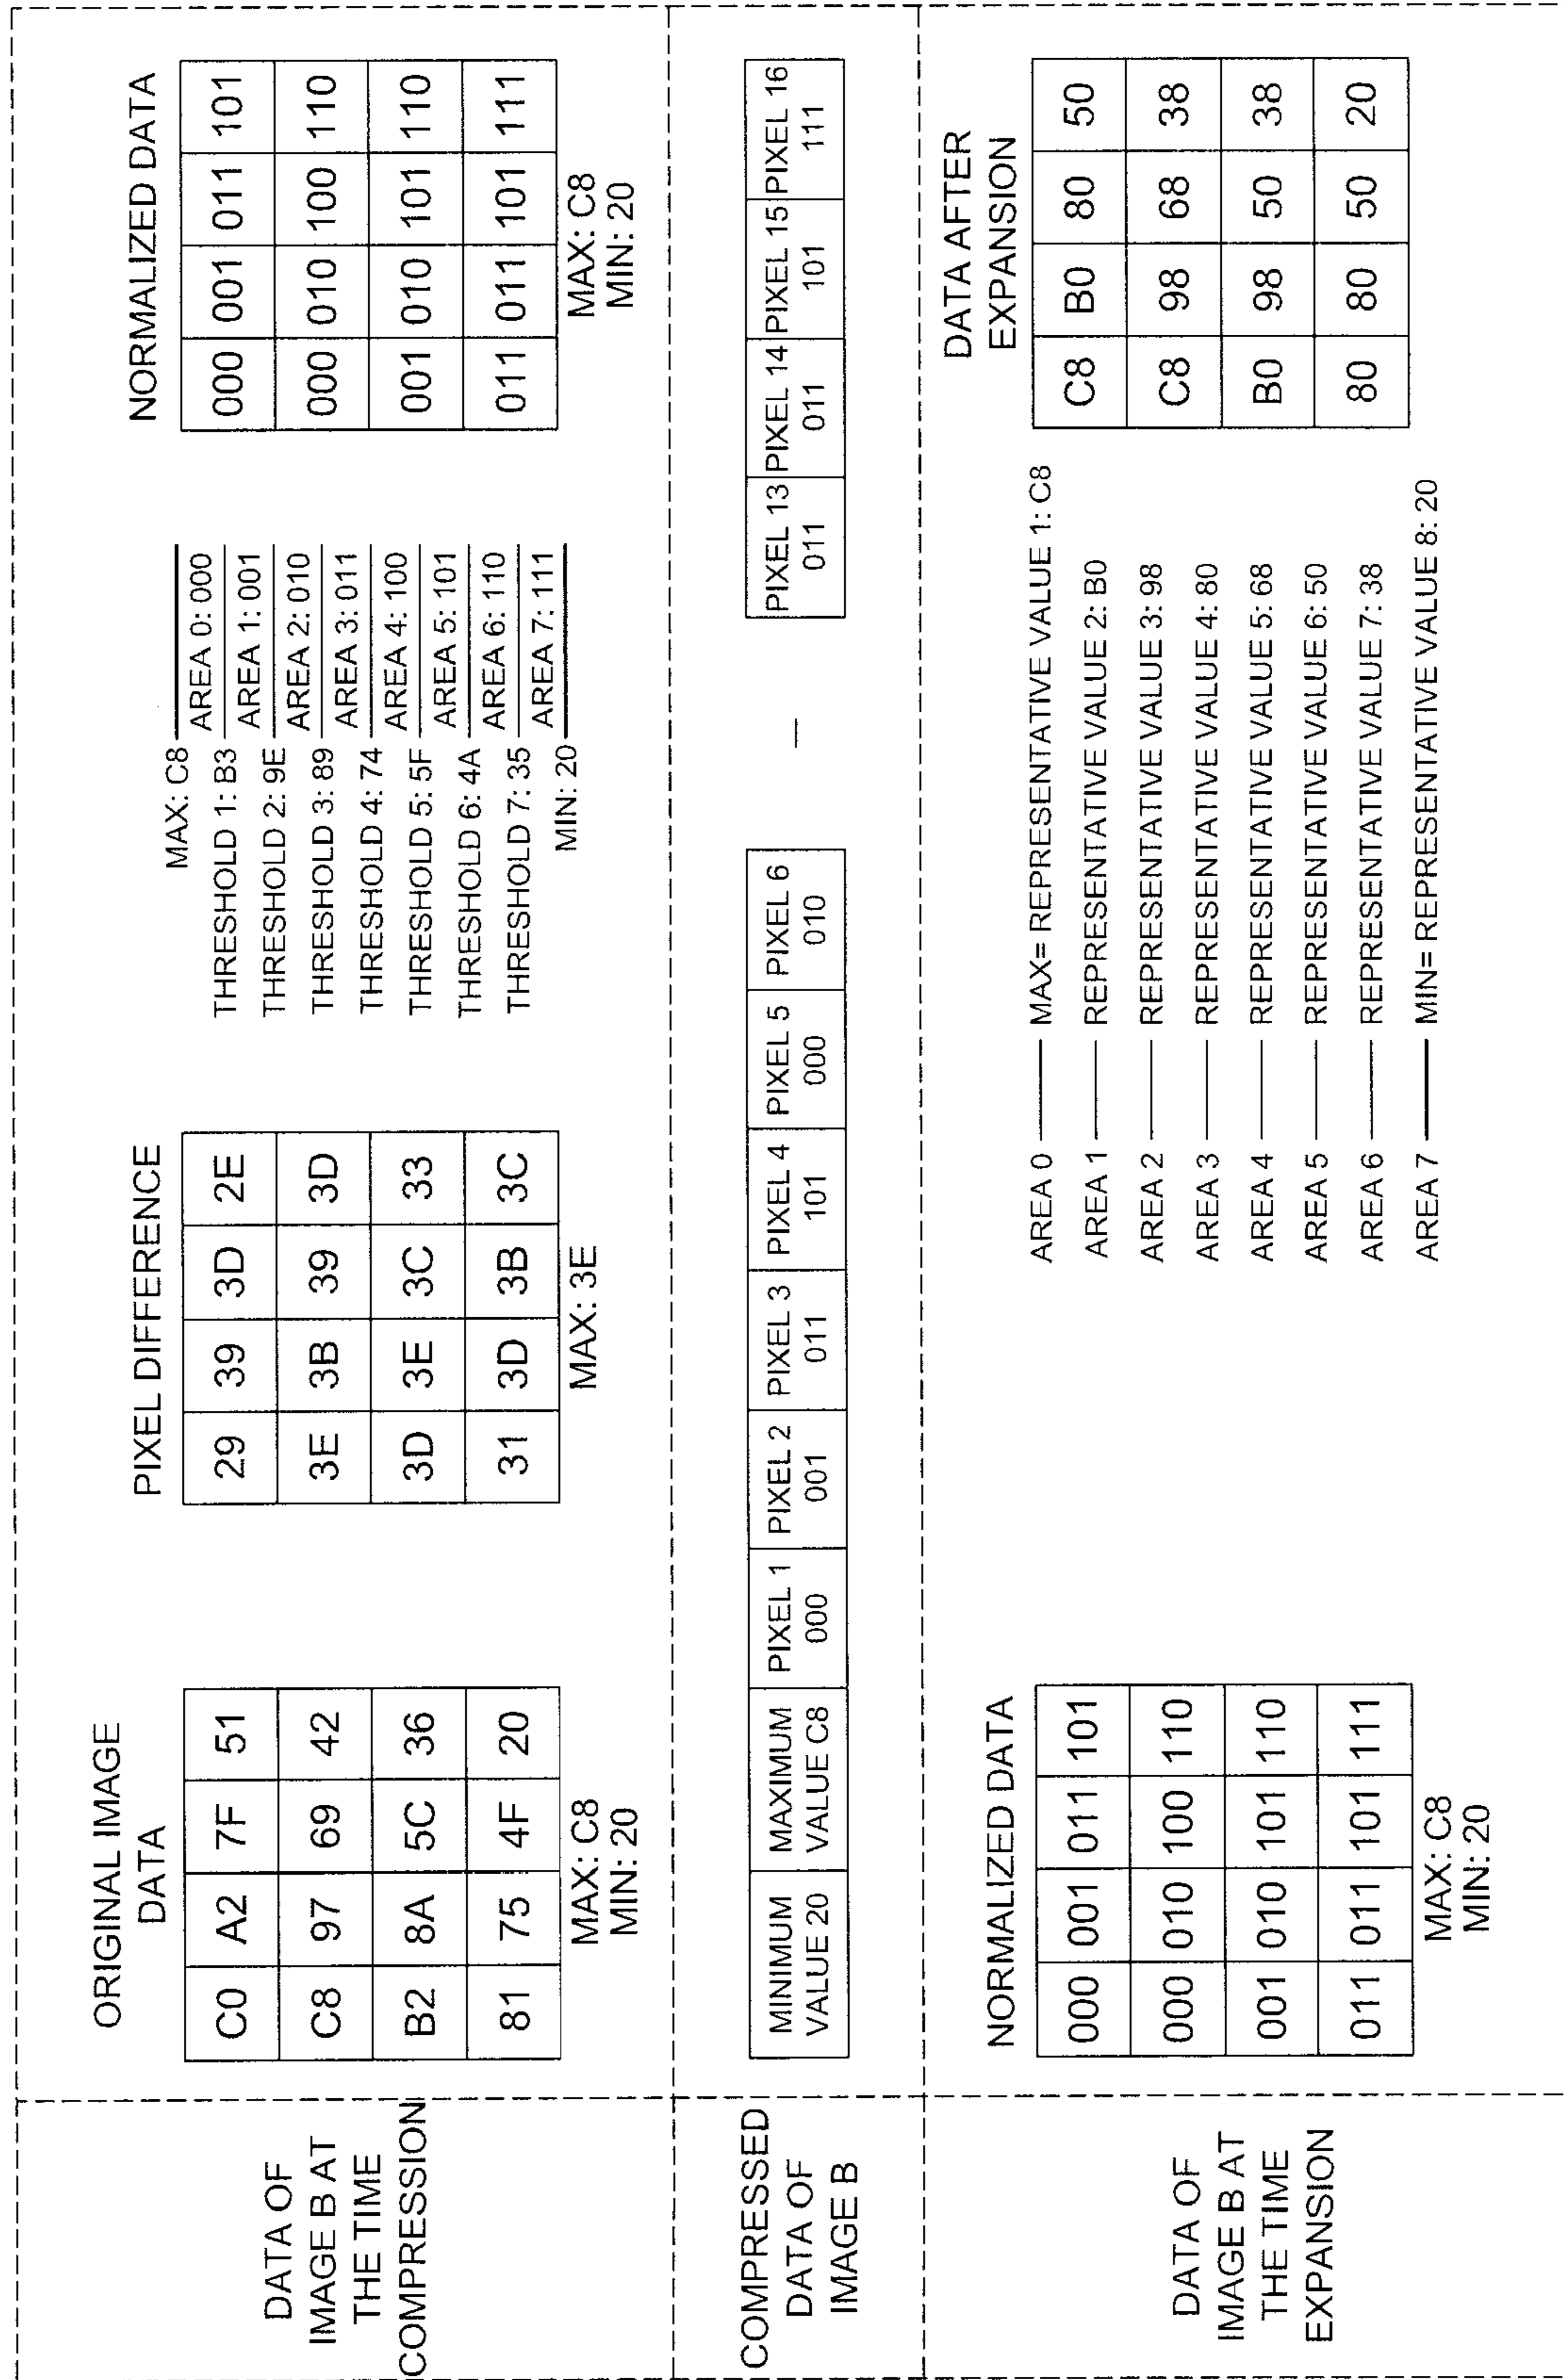 DATA OF
IMAGE B AT
THE TIME
COMPRESSION
ORIGINAL IMAGE
DATA
C0 A2 7F 51
C8 97 69 42
B2 8A 5C 36
81 75 4F 20
MAX: C8
MIN: 20
PIXEL DIFFERENCE
29 39 3D 2E
3E 3B 39 3D
3D 3E 3C 33
31 3D 3B 3C
MAX: 3E
MAX: C8
AREA 0: 000
THRESHOLD 1: B3
AREA 1: 001
THRESHOLD 2: 9E
AREA 2: 010
THRESHOLD 3: 89
AREA 3: 011
THRESHOLD 4: 74
AREA 4: 100
THRESHOLD 5: 5F
AREA 5: 101
THRESHOLD 6: 4A
AREA 6: 110
THRESHOLD 7: 35
AREA 7: 111
MIN: 20
NORMALIZED DATA
000 001 011 101
000 010 100 110
001 010 101 110
011 011 101 111
MAX: C8
MIN: 20
COMPRESSED
DATA OF
IMAGE B
MINIMUM MAXIMUM PIXEL 1 PIXEL 2 PIXEL 3 PIXEL 4 PIXEL 5 PIXEL 6 — PIXEL 13 PIXEL 14 PIXEL 15 PIXEL 16
VALUE 20 VALUE C8 000 001 011 101 000 010 011 011 101 111
DATA OF
IMAGE B AT
THE TIME
EXPANSION
NORMALIZED DATA
000 001 011 101
000 010 100 110
001 010 101 110
011 011 101 111
MAX: C8
MIN: 20
AREA 0 — MAX= REPRESENTATIVE VALUE 1: C8
AREA 1 — REPRESENTATIVE VALUE 2: B0
AREA 2 — REPRESENTATIVE VALUE 3: 98
AREA 3 — REPRESENTATIVE VALUE 4: 80
AREA 4 — REPRESENTATIVE VALUE 5: 68
AREA 5 — REPRESENTATIVE VALUE 6: 50
AREA 6 — REPRESENTATIVE VALUE 7: 38
AREA 7 — MIN= REPRESENTATIVE VALUE 8: 20
DATA AFTER
EXPANSION
C8 B0 80 50
C8 98 68 38
B0 98 50 38
80 80 50 20